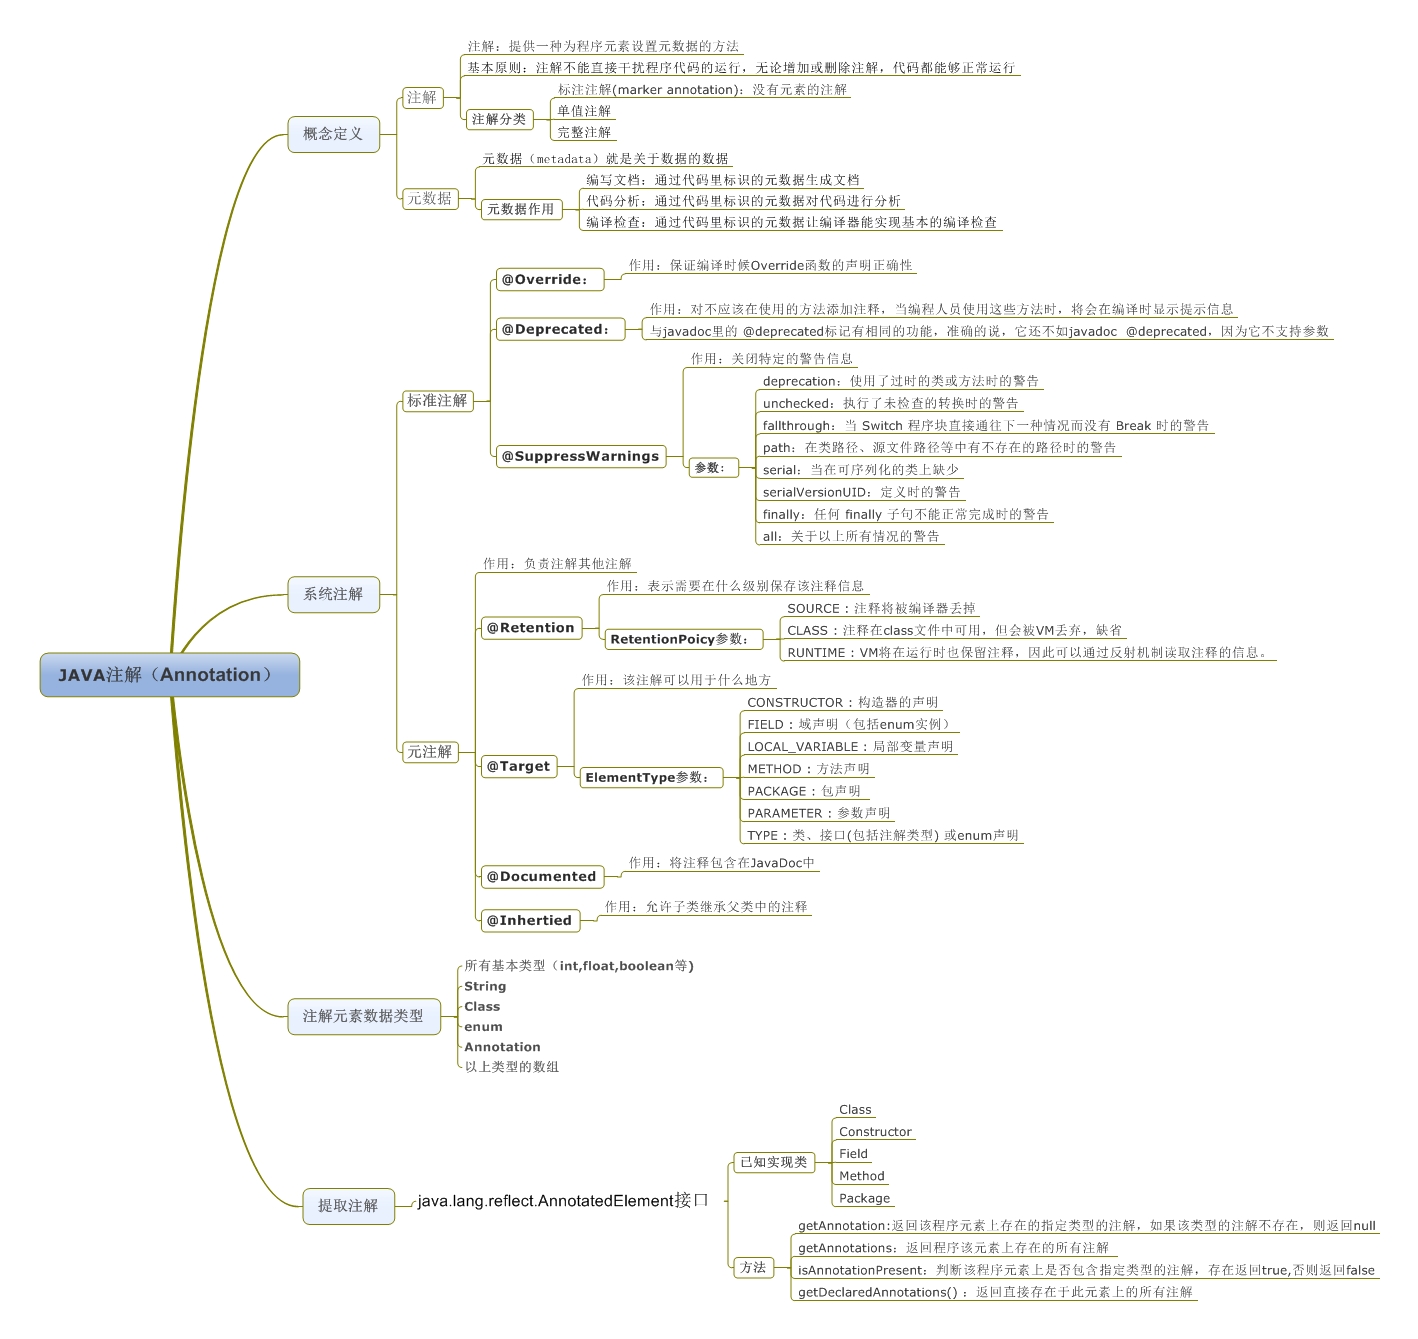 JAVA注解（Annotation）
概念定义
注解
注解：提供一种为程序元素设置元数据的方法
基本原则：注解不能直接干扰程序代码的运行，无论增加或删除注解，代码都能够正常运行
注解分类
标注注解(marker annotation)：没有元素的注解
单值注解
完整注解
元数据
元数据（metadata）就是关于数据的数据
元数据作用
编写文档：通过代码里标识的元数据生成文档
代码分析：通过代码里标识的元数据对代码进行分析
编译检查：通过代码里标识的元数据让编译器能实现基本的编译检查
系统注解
标准注解
@Override：
作用：保证编译时候Override函数的声明正确性
@Deprecated：
作用：对不应该在使用的方法添加注释，当编程人员使用这些方法时，将会在编译时显示提示信息
与javadoc里的 @deprecated标记有相同的功能，准确的说，它还不如javadoc @deprecated，因为它不支持参数
@SuppressWarnings
作用：关闭特定的警告信息
参数：
deprecation：使用了过时的类或方法时的警告
unchecked：执行了未检查的转换时的警告
fallthrough：当 Switch 程序块直接通往下一种情况而没有 Break 时的警告
path：在类路径、源文件路径等中有不存在的路径时的警告
serial：当在可序列化的类上缺少
serialVersionUID：定义时的警告
finally：任何 finally 子句不能正常完成时的警告
all：关于以上所有情况的警告
元注解
作用：负责注解其他注解
@Retention
作用：表示需要在什么级别保存该注释信息
RetentionPoicy参数：
SOURCE：注释将被编译器丢掉
CLASS：注释在class文件中可用，但会被VM丢弃，缺省
RUNTIME：VM将在运行时也保留注释，因此可以通过反射机制读取注释的信息。
@Target
作用：该注解可以用于什么地方
ElementType参数：
CONSTRUCTOR：构造器的声明
FIELD：域声明（包括enum实例）
LOCAL_VARIABLE：局部变量声明
METHOD：方法声明
PACKAGE：包声明
PARAMETER：参数声明
TYPE：类、接口(包括注解类型) 或enum声明
@Documented
作用：将注释包含在JavaDoc中
@Inhertied
作用：允许子类继承父类中的注释
注解元素数据类型
所有基本类型（int,float,boolean等)
String
Class
enum
Annotation
以上类型的数组
提取注解
java.lang.reflect.AnnotatedElement接口
已知实现类
Class
Constructor
Field
Method
Package
方法
getAnnotation:返回该程序元素上存在的指定类型的注解，如果该类型的注解不存在，则返回null
getAnnotations：返回程序该元素上存在的所有注解
isAnnotationPresent：判断该程序元素上是否包含指定类型的注解，存在返回true,否则返回false
getDeclaredAnnotations() ：返回直接存在于此元素上的所有注解